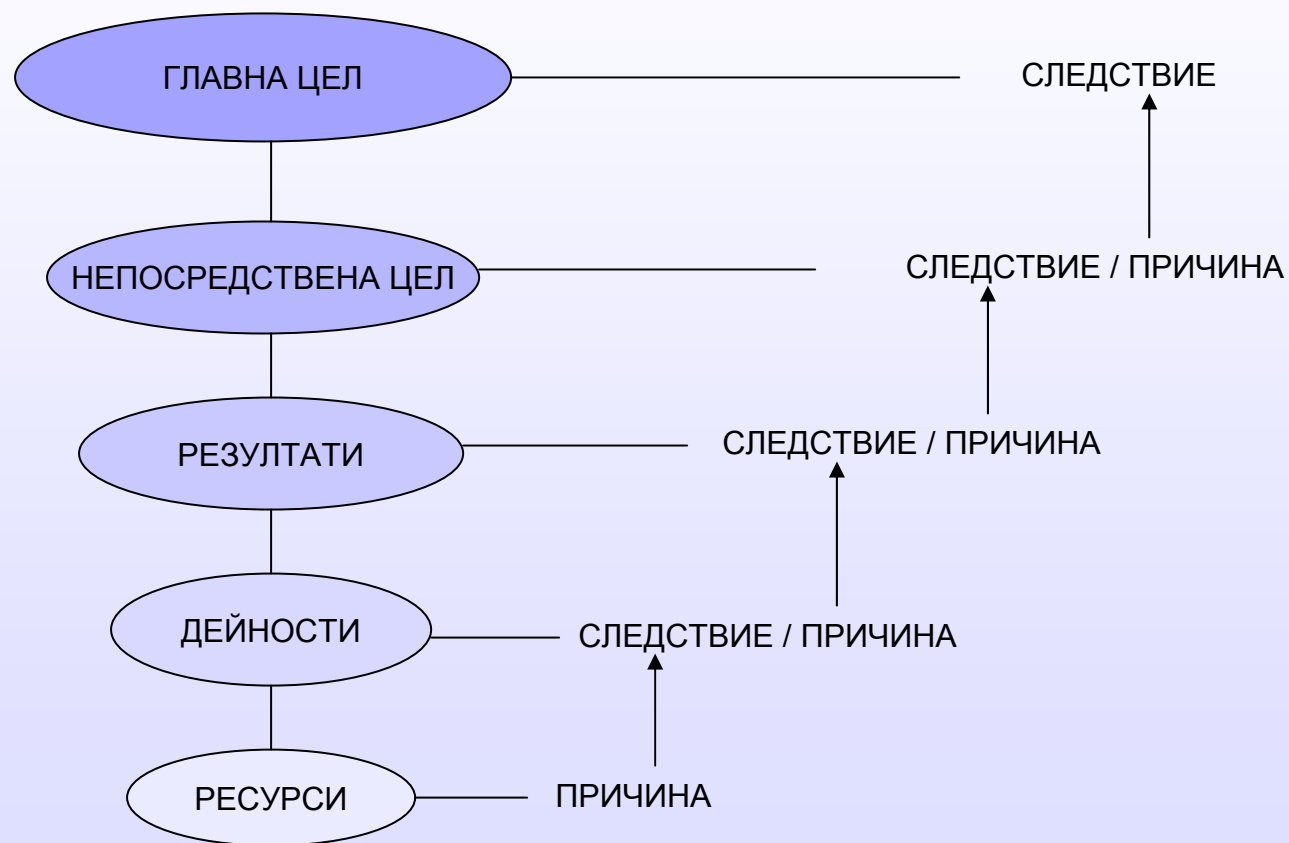 ГЛАВНА ЦЕЛ
СЛЕДСТВИЕ
НЕПОСРЕДСТВЕНА ЦЕЛ
СЛЕДСТВИЕ / ПРИЧИНА
РЕЗУЛТАТИ
СЛЕДСТВИЕ / ПРИЧИНА
ДЕЙНОСТИ
СЛЕДСТВИЕ / ПРИЧИНА
РЕСУРСИ
ПРИЧИНА